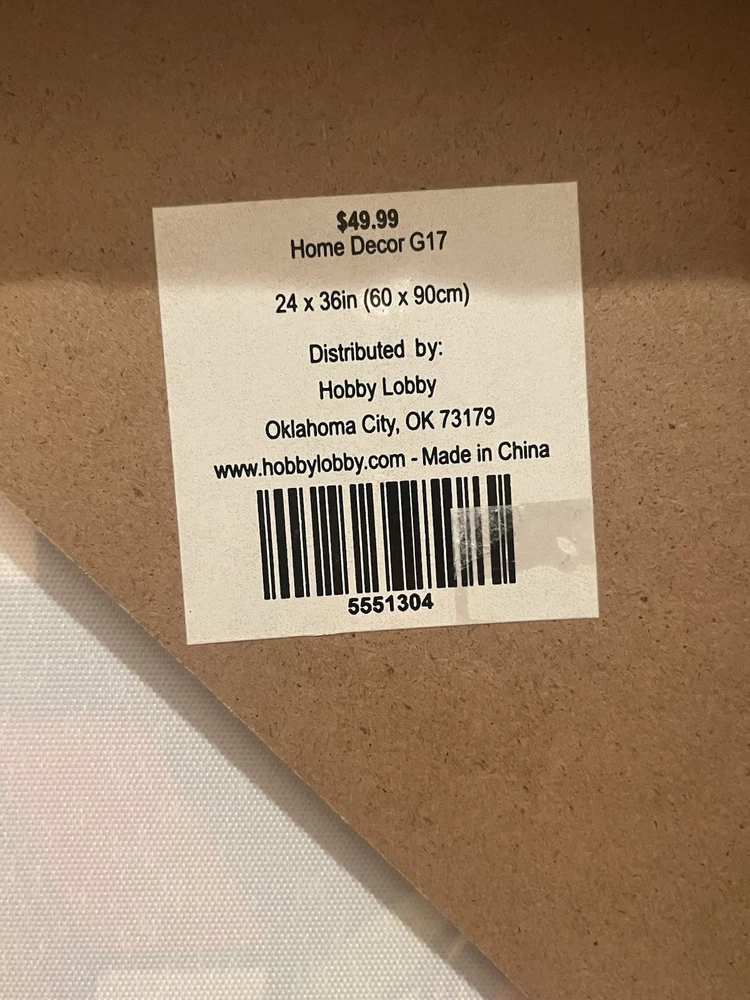 $49.99
Home Decor G17
24 x 36in (60 x 90cm)
Distributed by:
Hobby Lobby
Oklahoma City, OK 73179
www.hobbylobby.com - Made in China
5551304